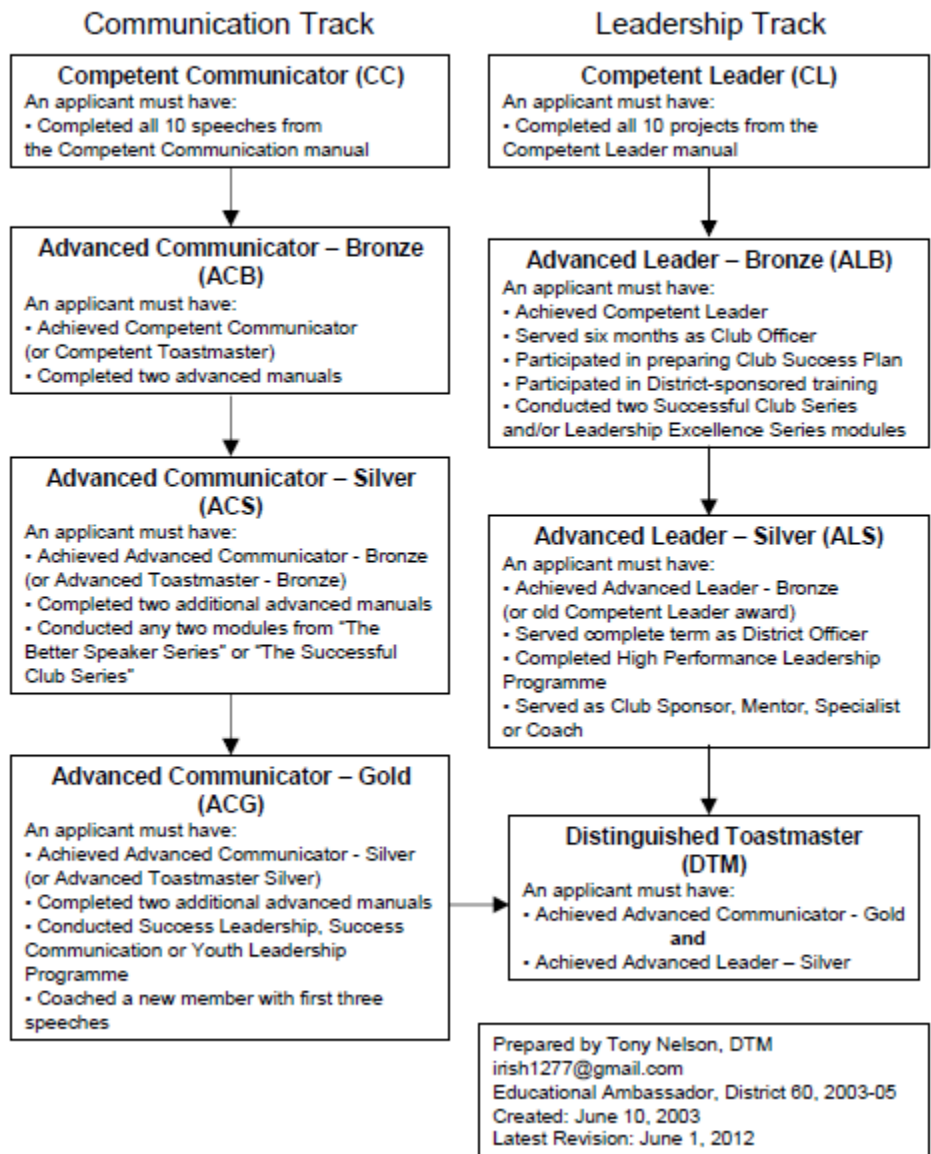 Communication Track
Competent Communicator (CC)
An applicant must have:
• Completed all 10 speeches from
the Competent Communication manual
Advanced Communicator – Bronze
(ACB)
An applicant must have:
• Achieved Competent Communicator
(or Competent Toastmaster)
• Completed two advanced manuals
Advanced Communicator – Silver
(ACS)
An applicant must have:
• Achieved Advanced Communicator - Bronze
(or Advanced Toastmaster - Bronze)
• Completed two additional advanced manuals
• Conducted any two modules from "The
Better Speaker Series" or "The Successful
Club Series"
Advanced Communicator – Gold
(ACG)
An applicant must have:
• Achieved Advanced Communicator - Silver
(or Advanced Toastmaster Silver)
• Completed two additional advanced manuals
• Conducted Success Leadership, Success
Communication or Youth Leadership
Programme
• Coached a new member with first three
speeches
Leadership Track
Competent Leader (CL)
An applicant must have:
• Completed all 10 projects from the
Competent Leader manual
Advanced Leader – Bronze (ALB)
An applicant must have:
• Achieved Competent Leader
• Served six months as Club Officer
• Participated in preparing Club Success Plan
• Participated in District-sponsored training
• Conducted two Successful Club Series
and/or Leadership Excellence Series modules
Advanced Leader – Silver (ALS)
An applicant must have:
• Achieved Advanced Leader - Bronze
(or old Competent Leader award)
• Served complete term as District Officer
• Completed High Performance Leadership
Programme
• Served as Club Sponsor, Mentor, Specialist
or Coach
Distinguished Toastmaster
(DTM)
An applicant must have:
• Achieved Advanced Communicator - Gold
and
• Achieved Advanced Leader – Silver
Prepared by Tony Nelson, DTM
irish1277@gmail.com
Educational Ambassador, District 60, 2003-05
Created: June 10, 2003
Latest Revision: June 1, 2012